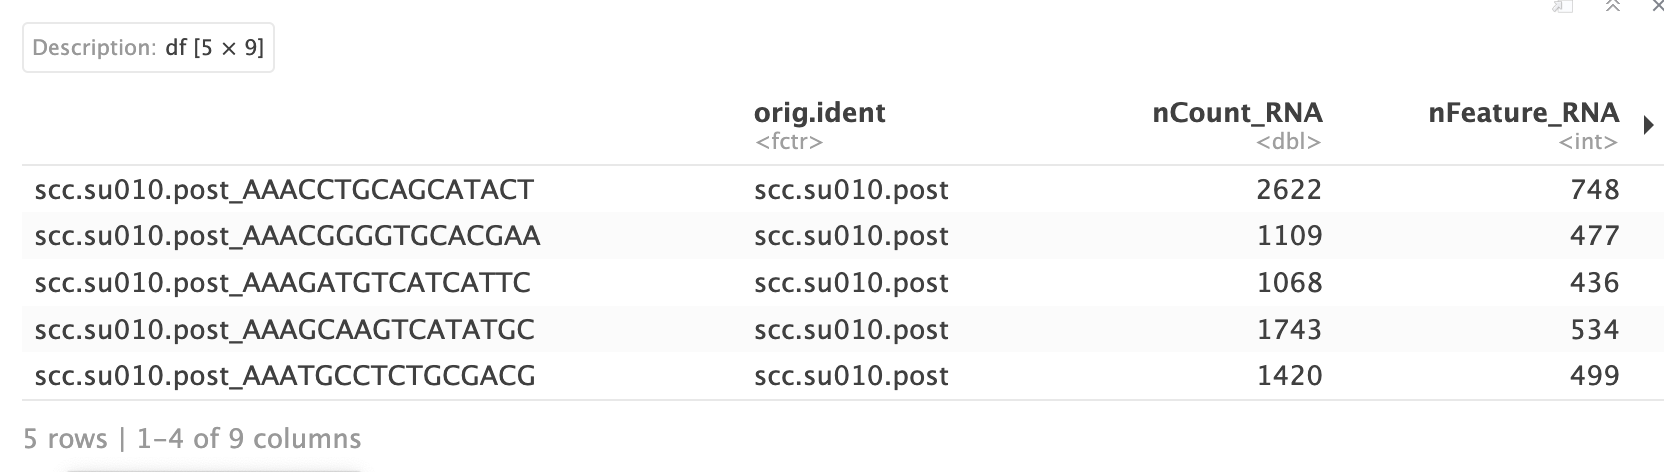 Description: df [5 × 9]
orig.ident nCount_RNA nFeature_RNA
<fctr> <dbl> <int>
scc.su010.post_AAACCTGCAGCATACT scc.su010.post 2622 748
scc.su010.post_AAACGGGGTGCACGAA scc.su010.post 1109 477
scc.su010.post_AAAGATGTCATCATTC scc.su010.post 1068 436
scc.su010.post_AAAGCAAGTCATATGC scc.su010.post 1743 534
scc.su010.post_AAATGCCTCTGCGACG scc.su010.post 1420 499
5 rows | 1–4 of 9 columns